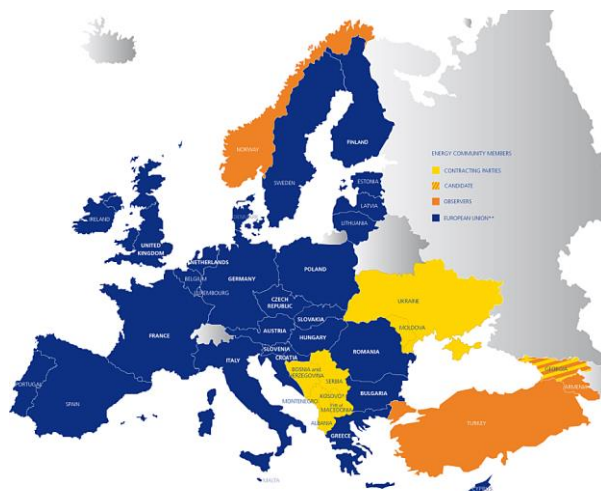 FINLAND
NORWAY
SWEDEN
ENERGY COMMUNITY MEMBERS
CONTRACTING PARTIES
CANDIDATE
OBSERVERS
EUROPEAN UNION**
ESTONIA
LATVIA
LITHUANIA
IRELAND
UNITED
KINGDOM
NETHERLANDS
BELGIUM
LUXEMBOURG
GERMANY
POLAND
CZECH
REPUBLIC
SLOVAKIA
UKRAINE
MOLDOVA
FRANCE
AUSTRIA
HUNGARY
SLOVENIA
CROATIA
ROMANIA
ITALY
BOSNIA and
HERZEGOVINA
SERBIA
MONTENEGRO
KOSOVO*
MACEDONIA
BULGARIA
ALBANIA
GREECE
PORTUGAL
SPAIN
GEORGIA
ARMENIA
TURKEY
MALTA